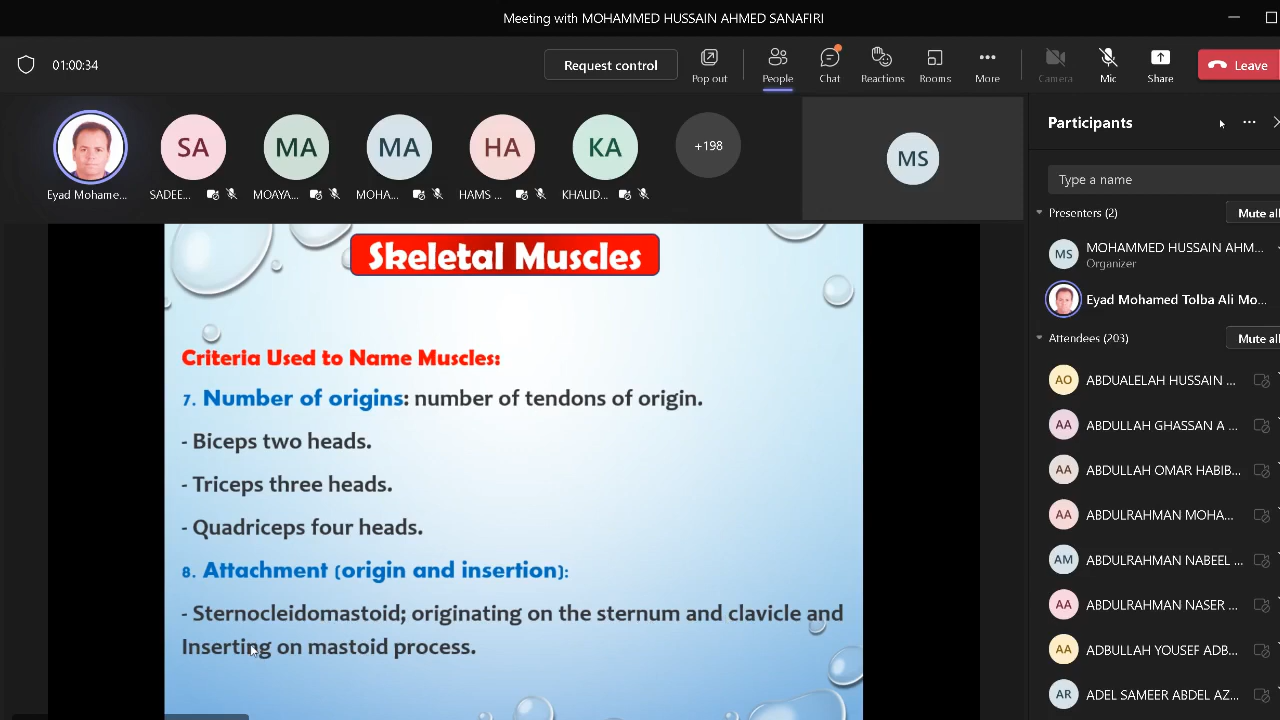 Meeting with MOHAMMED HUSSAIN AHMED SANAFIRI
01:00:34
Request control
Pop out
People
Chat
Reactions
Rooms
More
Camera
Mic
Share
Leave
SA
MA
MA
HA
KA
+198
MS
Eyad Mohame...
SADEE...
MOAYA...
MOHA...
HAMS ...
KHALID...
Participants
Type a name
Presenters (2)
Mute all
MS
MOHAMMED HUSSAIN AHM...
Organizer
Eyad Mohamed Tolba Ali Mo...
Attendees (203)
Mute all
AO
ABDUALELAH HUSSAIN ...
AA
ABDULLAH GHASSAN A ...
AA
ABDULLAH OMAR HABIB...
AA
ABDULRAHMAN MOHA...
AM
ABDULRAHMAN NABEEL ...
AA
ABDULRAHMAN NASER ...
AA
ADBULLAH YOUSEF ADB...
AR
ADEL SAMEER ABDEL AZ...
Skeletal Muscles
Criteria Used to Name Muscles:
7. Number of origins: number of tendons of origin.
- Biceps two heads.
- Triceps three heads.
- Quadriceps four heads.
8. Attachment (origin and insertion):
- Sternocleidomastoid; originating on the sternum and clavicle and
Inserting on mastoid process.